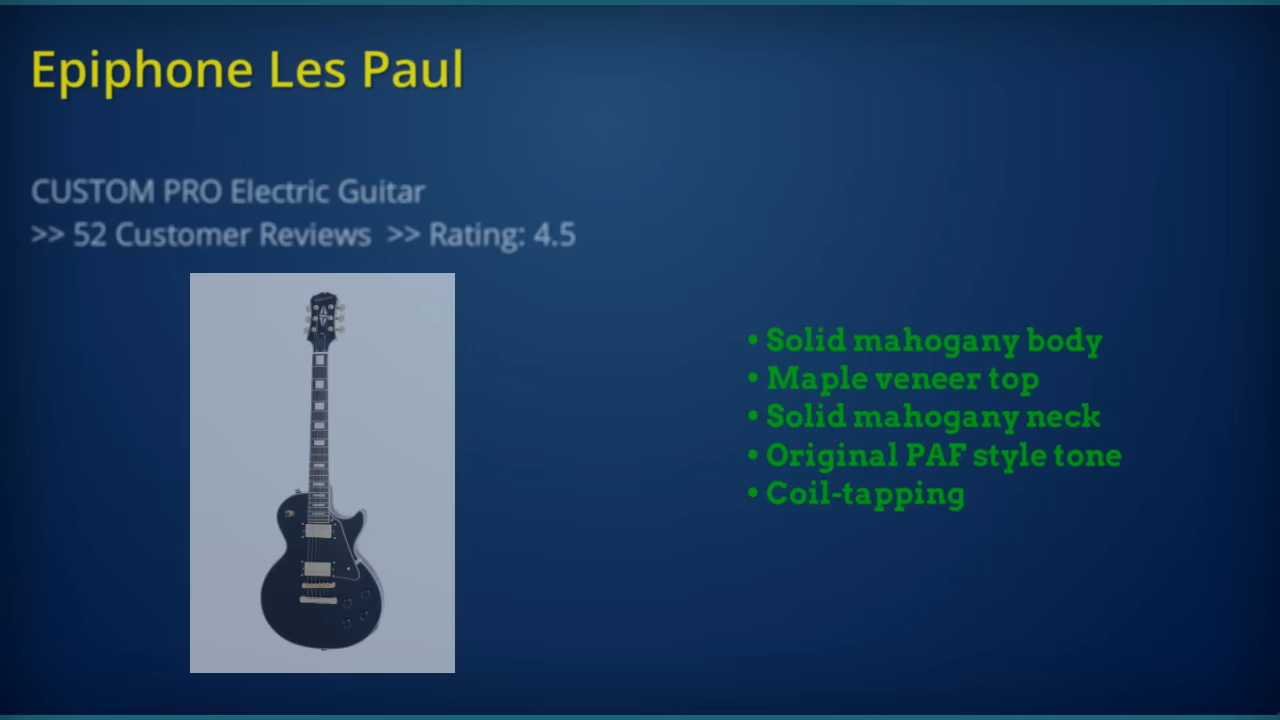 Epiphone Les Paul
CUSTOM PRO Electric Guitar
>> 52 Customer Reviews >> Rating: 4.5
• Solid mahogany body
• Maple veneer top
• Solid mahogany neck
• Original PAF style tone
• Coil-tapping